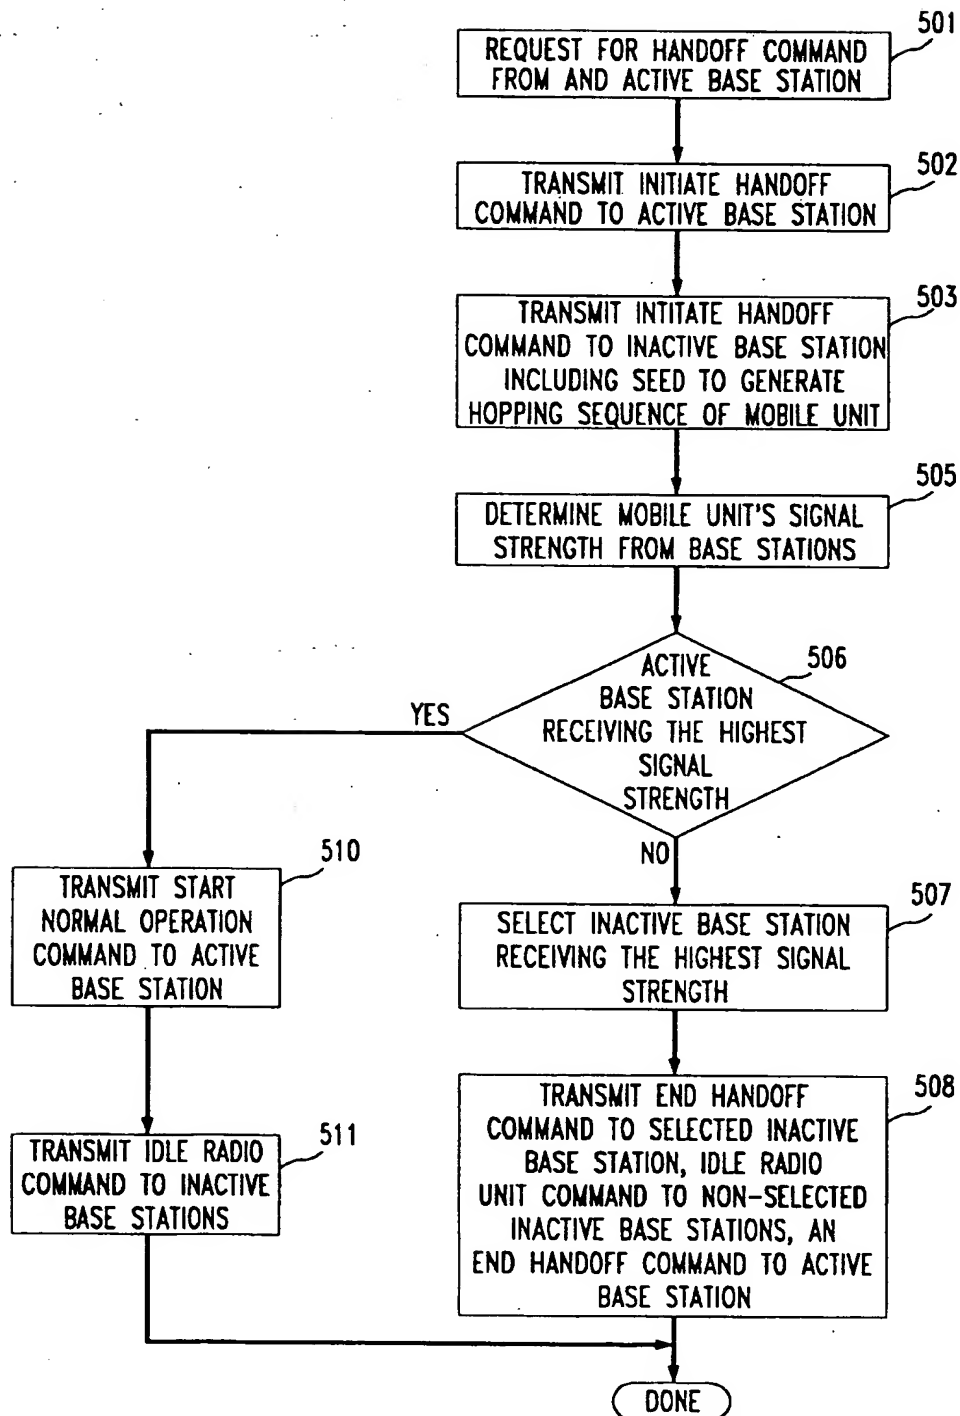 501
REQUEST FOR HANDOFF COMMAND
FROM AND ACTIVE BASE STATION
502
TRANSMIT INITIATE HANDOFF
COMMAND TO ACTIVE BASE STATION
503
TRANSMIT INTITATE HANDOFF
COMMAND TO INACTIVE BASE STATION
INCLUDING SEED TO GENERATE
HOPPING SEQUENCE OF MOBILE UNIT
505
DETERMINE MOBILE UNIT'S SIGNAL
STRENGTH FROM BASE STATIONS
506
ACTIVE
BASE STATION
RECEIVING THE HIGHEST
SIGNAL
STRENGTH
YES
NO
510
TRANSMIT START
NORMAL OPERATION
COMMAND TO ACTIVE
BASE STATION
511
TRANSMIT IDLE RADIO
COMMAND TO INACTIVE
BASE STATIONS
507
SELECT INACTIVE BASE STATION
RECEIVING THE HIGHEST SIGNAL
STRENGTH
508
TRANSMIT END HANDOFF
COMMAND TO SELECTED INACTIVE
BASE STATION, IDLE RADIO
UNIT COMMAND TO NON-SELECTED
INACTIVE BASE STATIONS, AN
END HANDOFF COMMAND TO ACTIVE
BASE STATION
DONE